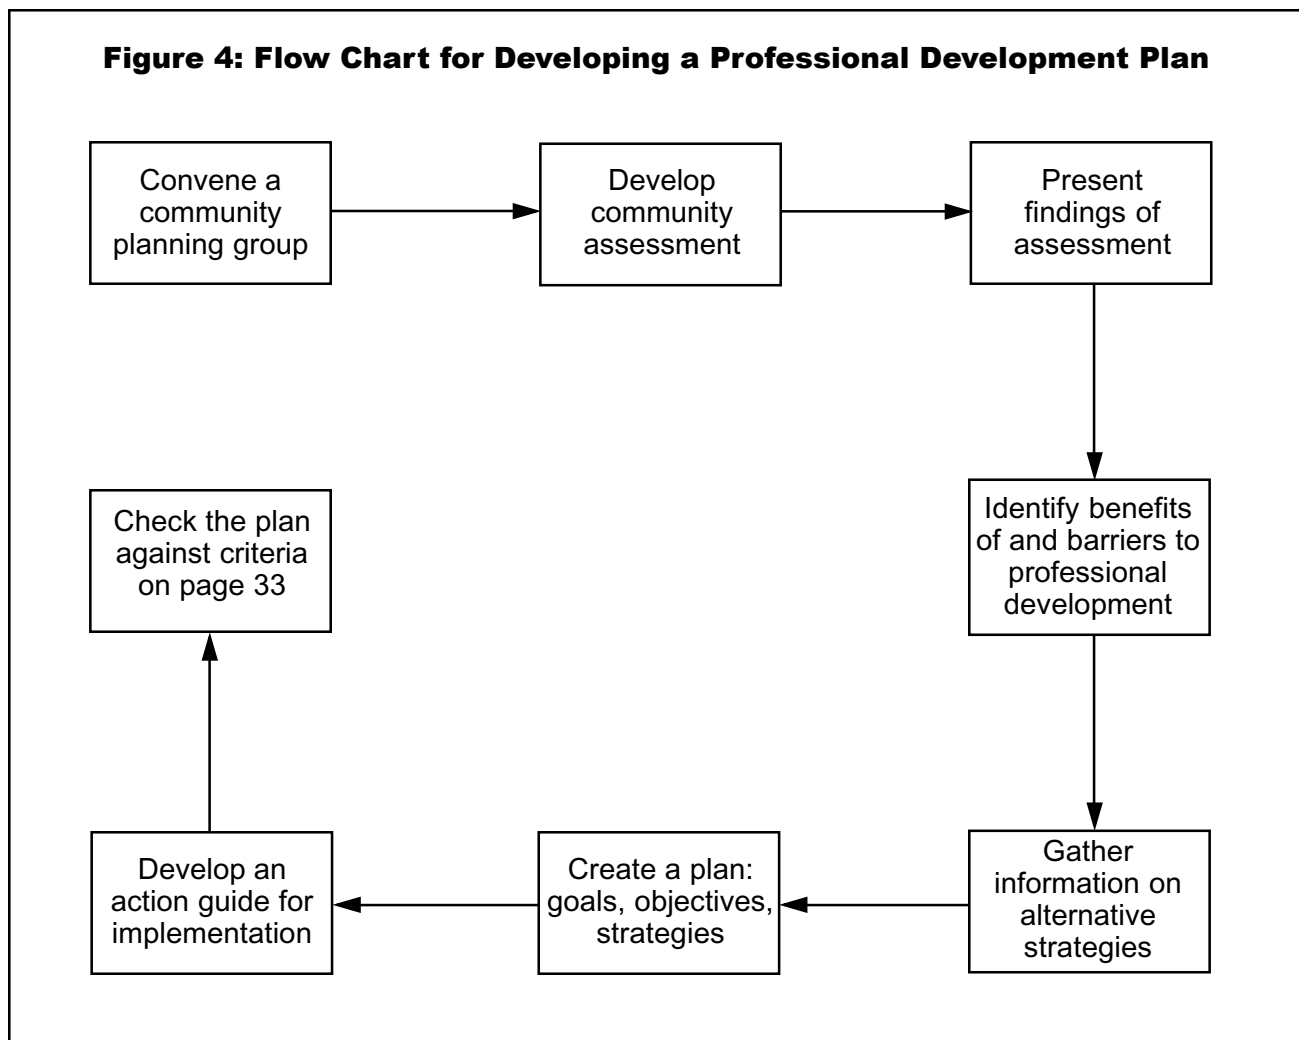 Figure 4: Flow Chart for Developing a Professional Development Plan
Convene a
community
planning group
Develop
community
assessment
Present
findings of
assessment
Identify benefits
of and barriers to
professional
development
Gather
information on
alternative
strategies
Create a plan:
goals, objectives,
strategies
Develop an
action guide for
implementation
Check the plan
against criteria
on page 33